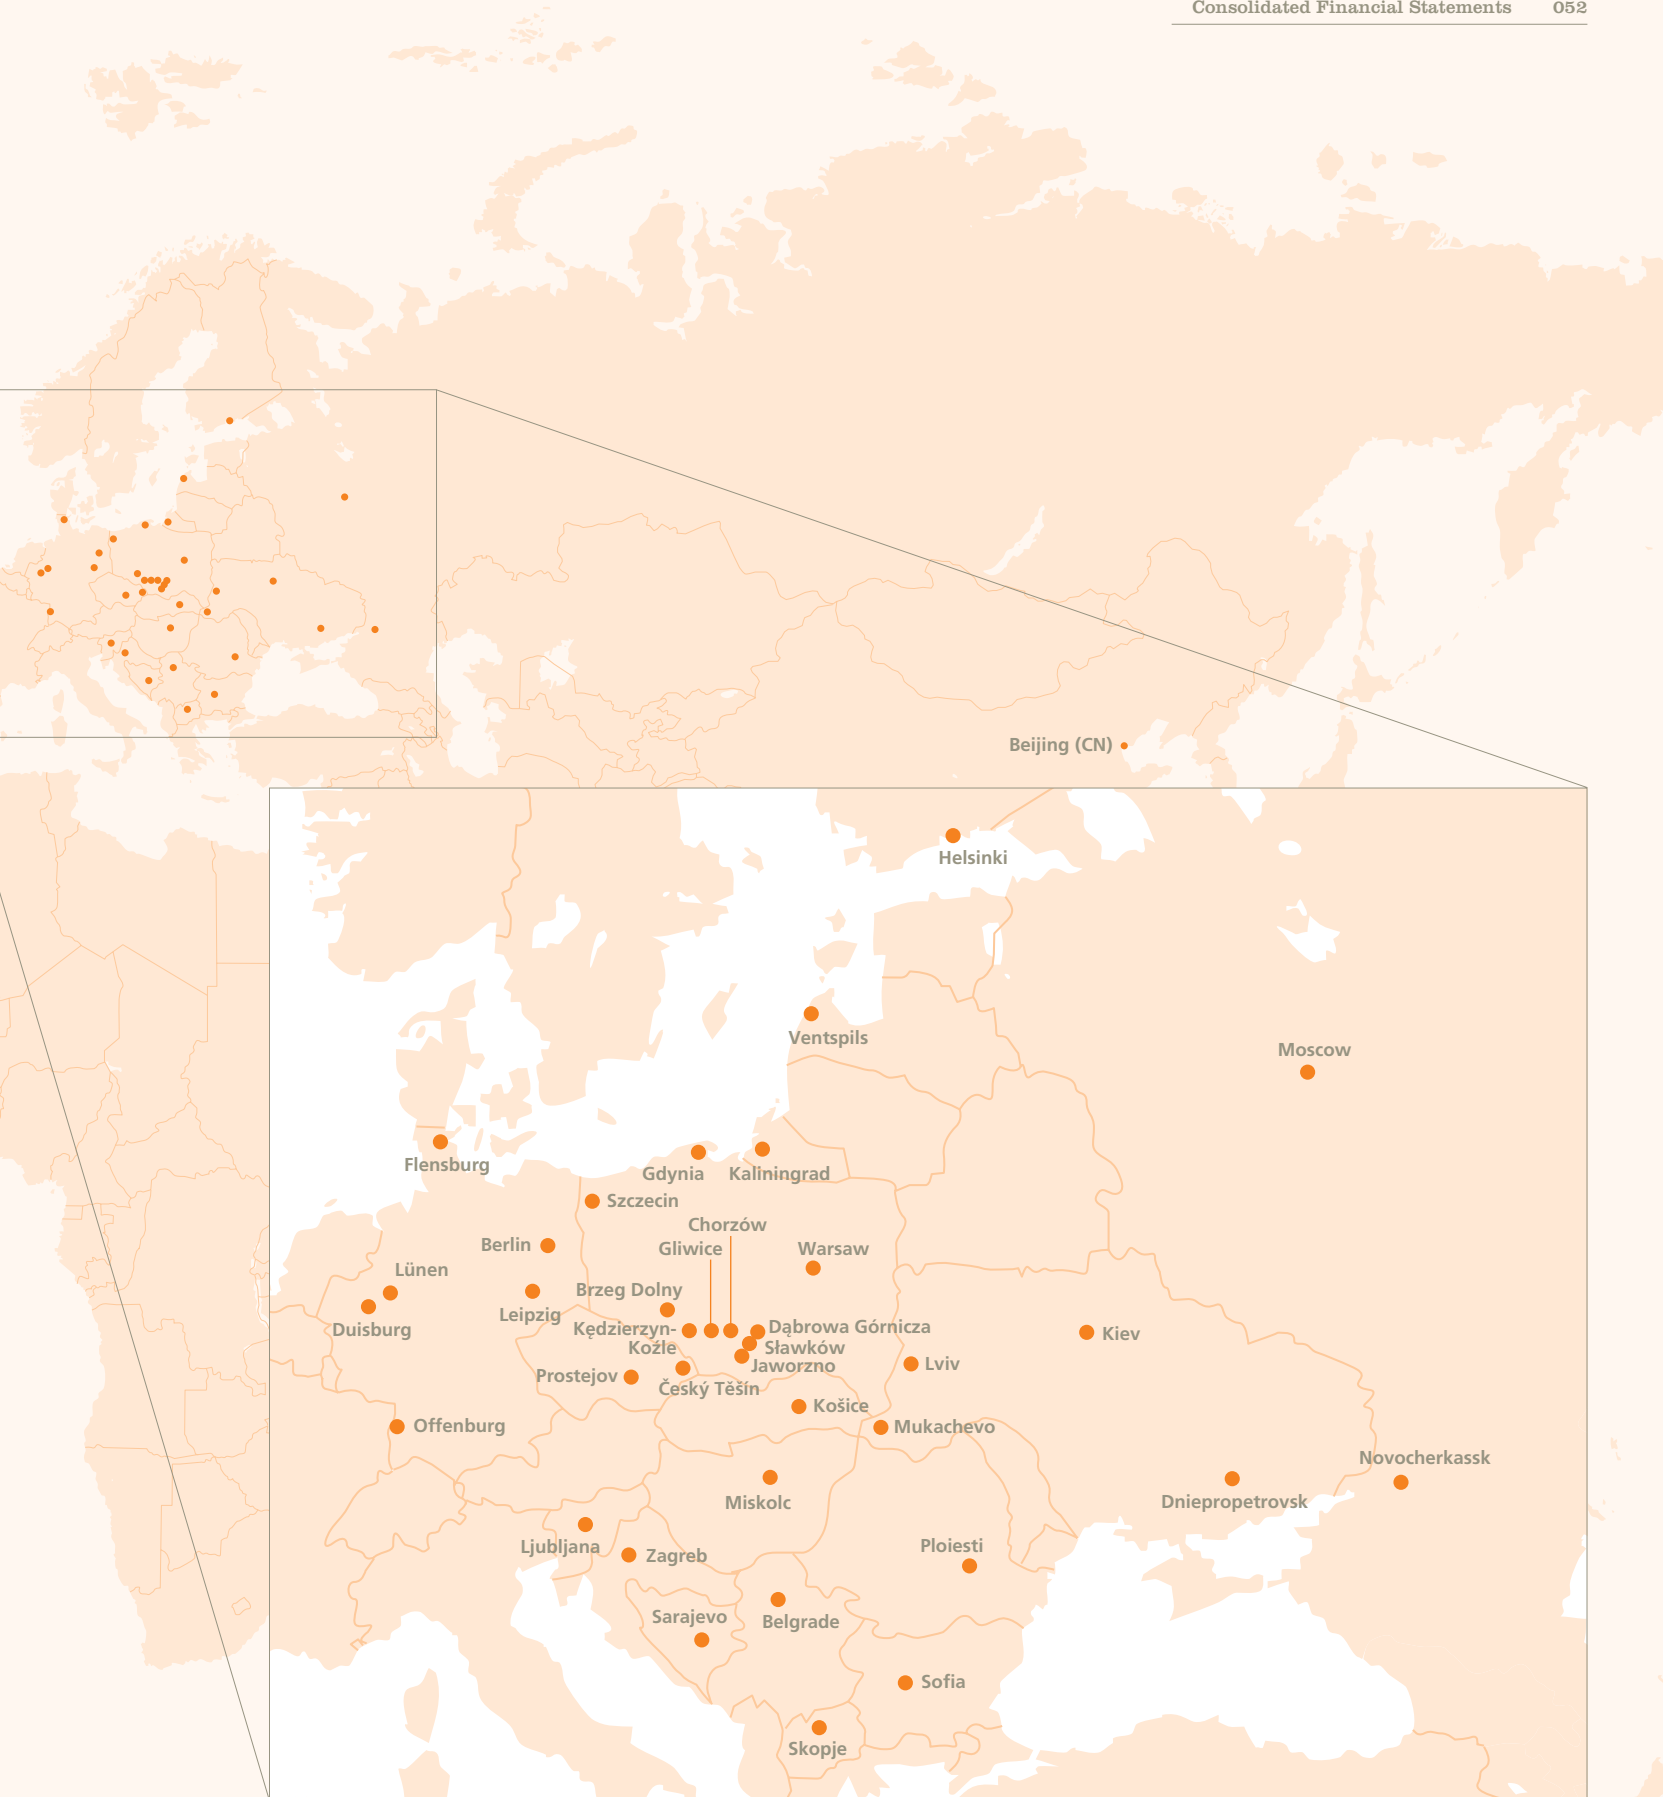 Consolidated Financial Statements 052
Beijing (CN)
Helsinki
Ventspils
Moscow
Flensburg
Gdynia
Kaliningrad
Szczecin
Chorzów
Berlin
Gliwice
Warsaw
Lünen
Brzeg Dolny
Leipzig
Duisburg
Kędzierzyn-
Koźle
Dąbrowa Górnicza
Sławków
Jaworzno
Kiev
Lviv
Prostejov
Český Těšín
Košice
Offenburg
Mukachevo
Novocherkassk
Miskolc
Dniepropetrovsk
Ljubljana
Zagreb
Ploiesti
Sarajevo
Belgrade
Sofia
Skopje